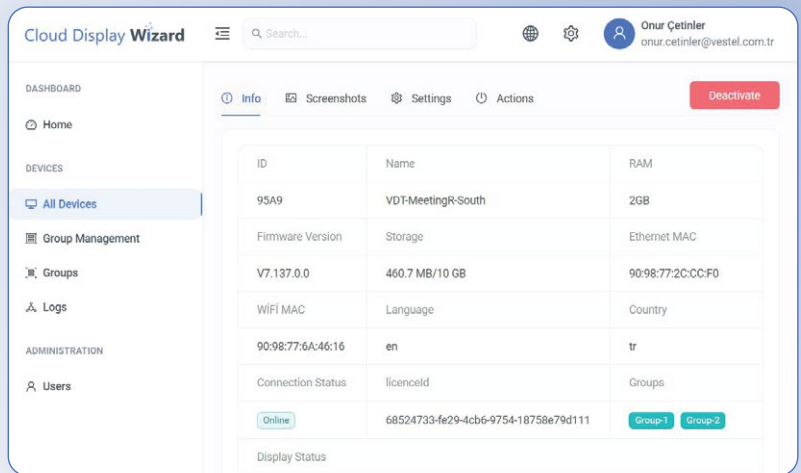 Cloud Display Wizard
Search...
Onur Çetinler
onur.cetinler@vestel.com.tr
DASHBOARD
Home
DEVICES
All Devices
Group Management
Groups
Logs
ADMINISTRATION
Users
Info Screenshots Settings Actions
Deactivate
ID Name RAM
95A9 VDT-MeetingR-South 2GB
Firmware Version Storage Ethernet MAC
V7.137.0.0 460.7 MB/10 GB 90:98:77:2C:CC:F0
WİFİ MAC Language Country
90:98:77:6A:46:16 en tr
Connection Status licenceId Groups
Online 68524733-fe29-4cb6-9754-18758e79d111 Group-1 Group-2
Display Status